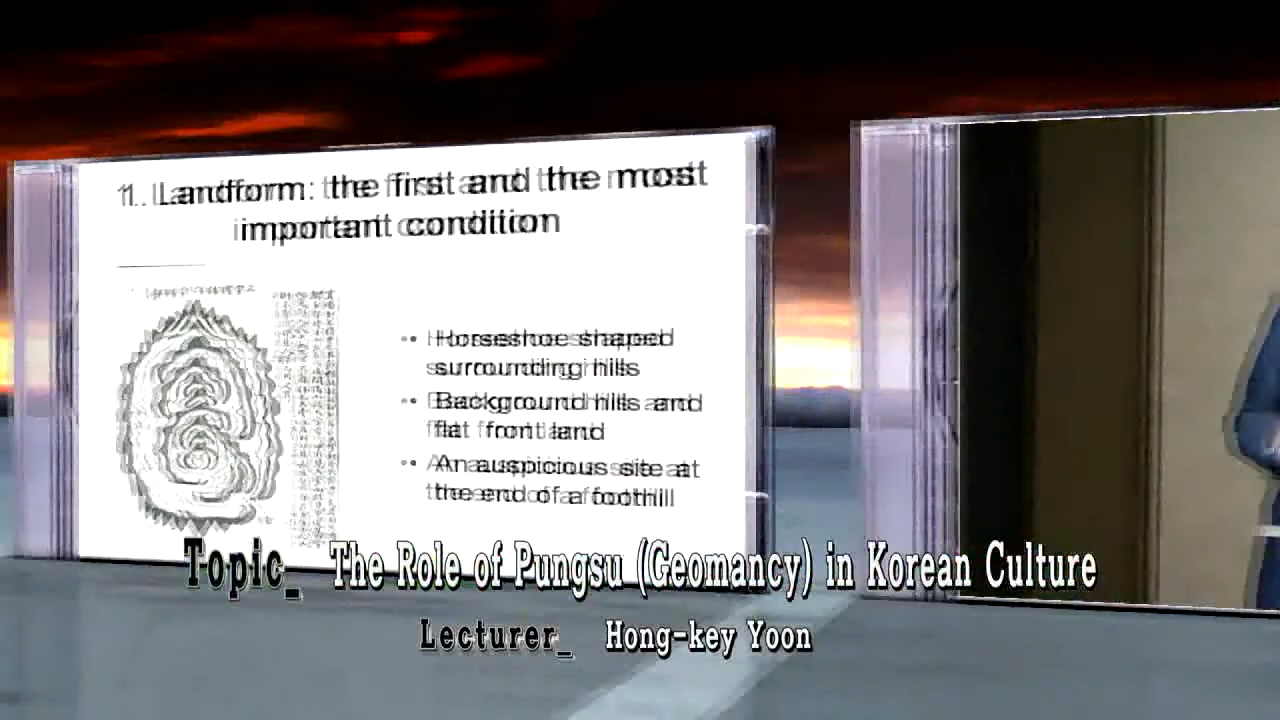 1. Landform: the first and the most
important condition
• Horseshoe shaped
surrounding hills
• Background hills and
flat front land
• An auspicious site at
the end of a foothill
Topic_ The Role of Pungsu (Geomancy) in Korean Culture
Lecturer_ Hong-key Yoon